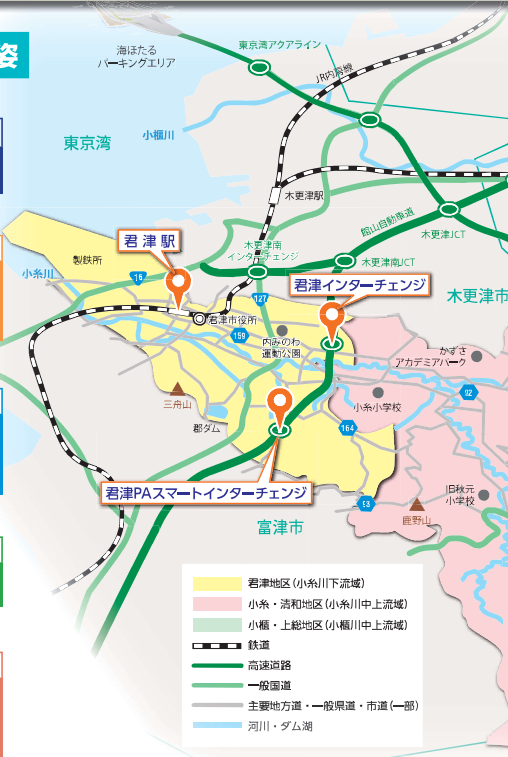 姿
海ほたる
パーキングエリア
東京湾アクアライン
JR内房線
東京湾
小櫃川
木更津駅
館山自動車道
木更津JCT
君津駅
木更津南
インターチェンジ
木更津南JCT
製鉄所
小糸川
16
君津インターチェンジ
木更津市
127
君津市役所
159
内みのわ
運動公園
かずさ
アカデミアパーク
92
三舟山
小糸小学校
郡ダム
164
君津PAスマートインターチェンジ
93
旧秋元
小学校
鹿野山
富津市
君津地区(小糸川下流域)
小糸・清和地区(小糸川中上流域)
小櫃・上総地区(小櫃川中上流域)
鉄道
高速道路
一般国道
主要地方道・一般県道・市道(一部)
河川・ダム湖